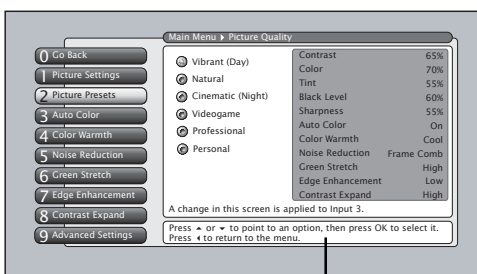 Main Menu ▸ Picture Quality
0 Go Back
1 Picture Settings
2 Picture Presets
3 Auto Color
4 Color Warmth
5 Noise Reduction
6 Green Stretch
7 Edge Enhancement
8 Contrast Expand
9 Advanced Settings
Vibrant (Day)
Natural
Cinematic (Night)
Videogame
Professional
Personal
Contrast 65%
Color 70%
Tint 55%
Black Level 60%
Sharpness 55%
Auto Color On
Color Warmth Cool
Noise Reduction Frame Comb
Green Stretch High
Edge Enhancement Low
Contrast Expand High
A change in this screen is applied to Input 3.
Press ▲ or ▼ to point to an option, then press OK to select it.
Press ◂ to return to the menu.